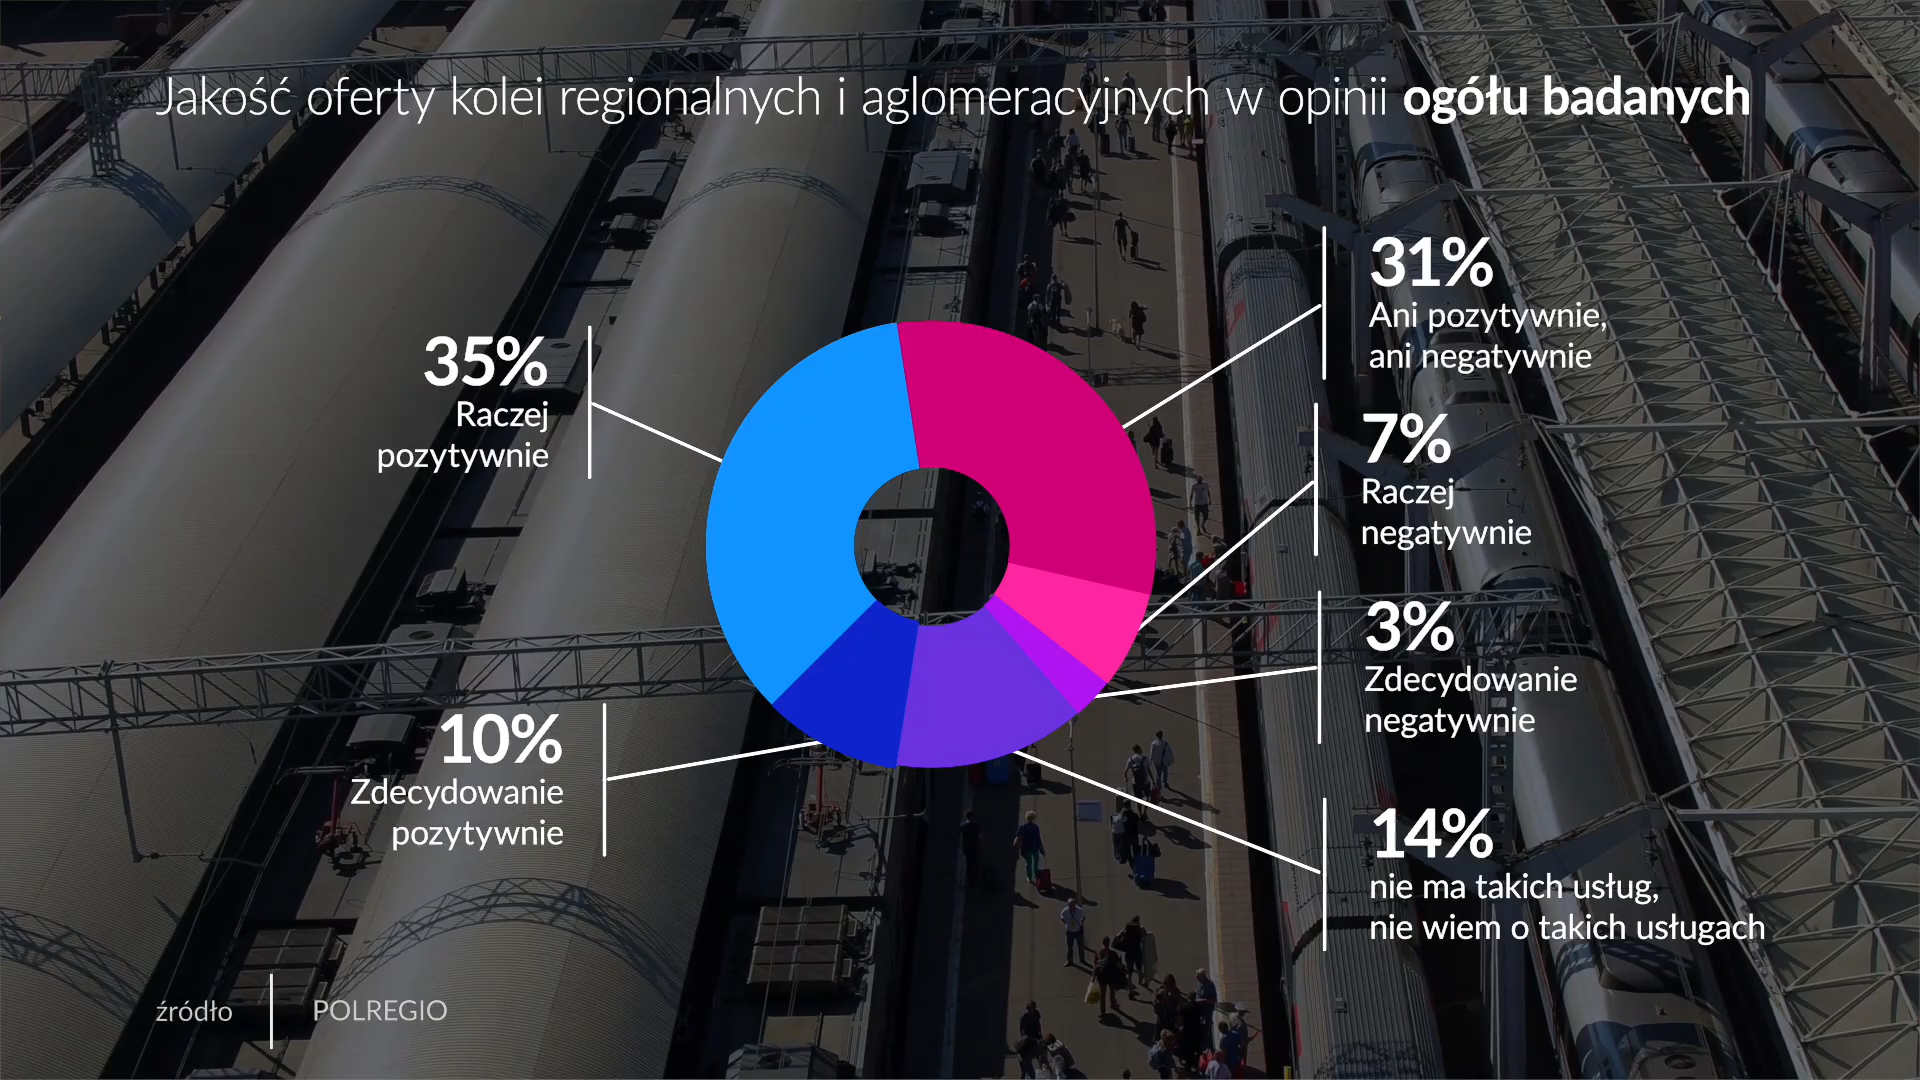 Jakość oferty kolei regionalnych i aglomeracyjnych w opinii ogółu badanych
35%
Raczej
pozytywnie
10%
Zdecydowanie
pozytywnie
31%
Ani pozytywnie,
ani negatywnie
7%
Raczej
negatywnie
3%
Zdecydowanie
negatywnie
14%
nie ma takich usług,
nie wiem o takich usługach
źródło
POLREGIO